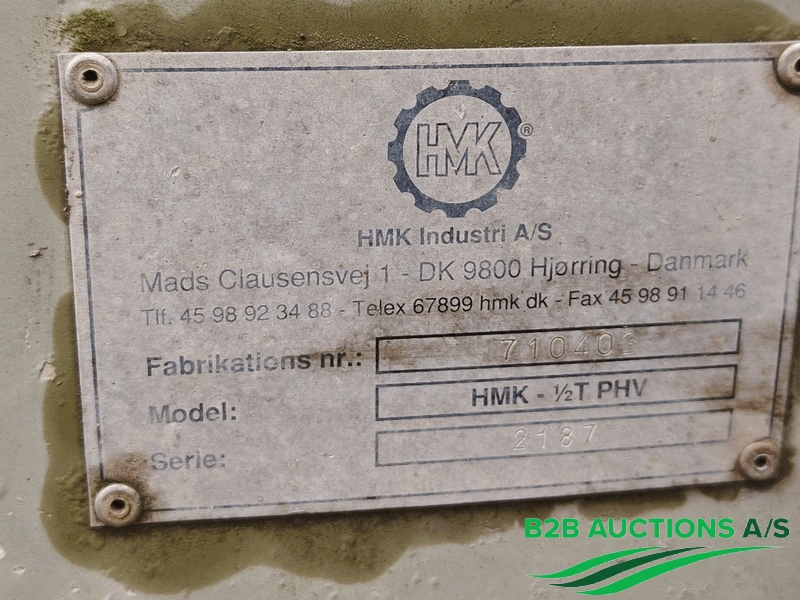 HMK ®
HMK Industri A/S
Mads Clausensvej 1 - DK 9800 Hjørring - Danmark
Tlf. 45 98 92 34 88 - Telex 67899 hmk dk - Fax 45 98 91 14 46
Fabrikations nr.: 710403
Model: HMK - ½T PHV
Serie: 2187
B2B AUCTIONS A/S